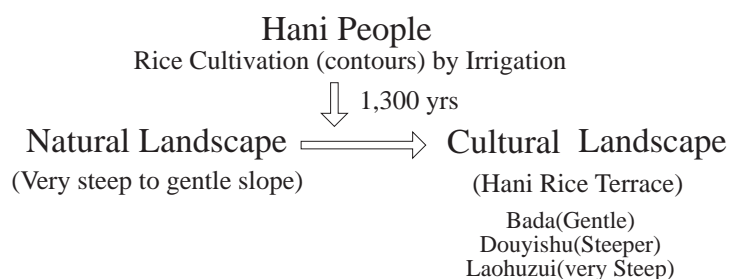 Hani People
Rice Cultivation (contours) by Irrigation
1,300 yrs
Natural Landscape
Cultural Landscape
(Very steep to gentle slope)
(Hani Rice Terrace)
Bada(Gentle)
Douyishu(Steeper)
Laohuzui(very Steep)